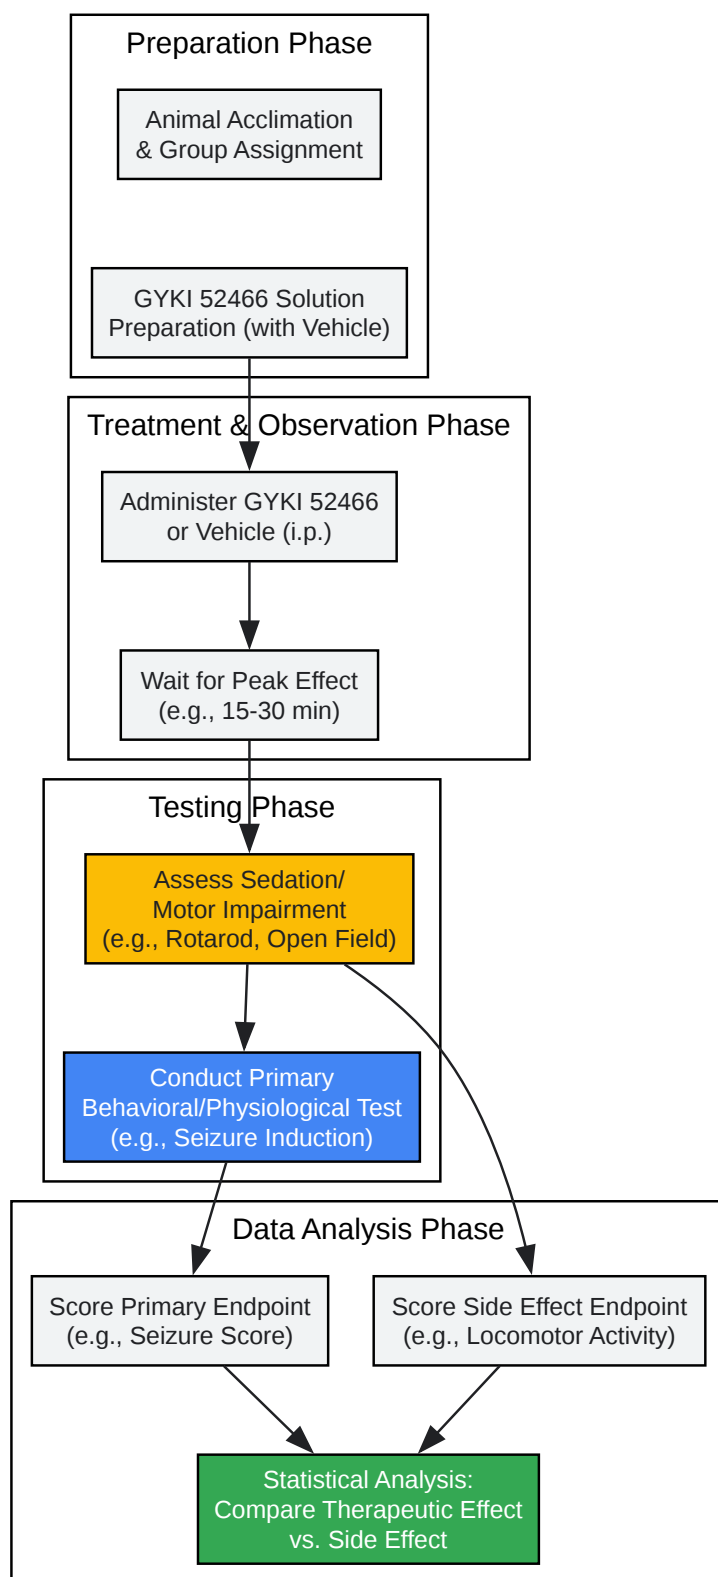 Preparation Phase
Animal Acclimation
& Group Assignment
GYKI 52466 Solution
Preparation (with Vehicle)
Treatment & Observation Phase
Administer GYKI 52466
or Vehicle (i.p.)
Wait for Peak Effect
(e.g., 15-30 min)
Testing Phase
Assess Sedation/
Motor Impairment
(e.g., Rotarod, Open Field)
Conduct Primary
Behavioral/Physiological Test
(e.g., Seizure Induction)
Data Analysis Phase
Score Primary Endpoint
(e.g., Seizure Score)
Score Side Effect Endpoint
(e.g., Locomotor Activity)
Statistical Analysis:
Compare Therapeutic Effect
vs. Side Effect